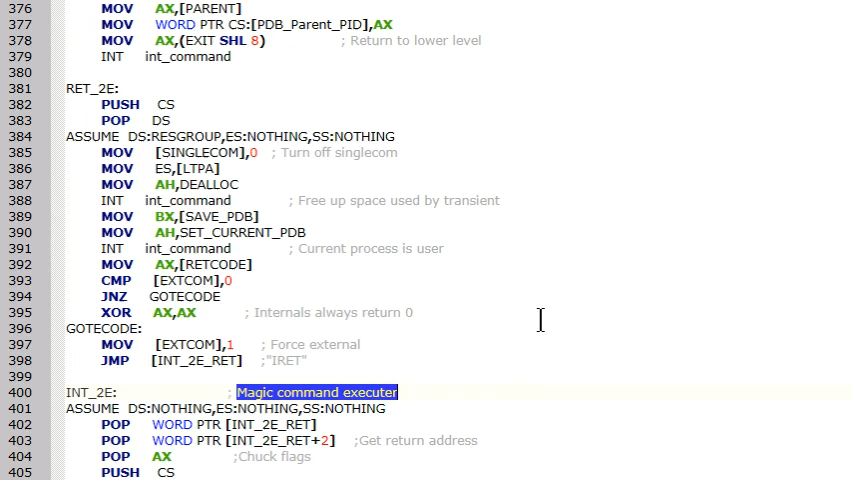 376 MOV AX,[PARENT]
377 MOV WORD PTR CS:[PDB_Parent_PID],AX
378 MOV AX,(EXIT SHL 8) ; Return to lower level
379 INT int_command
380
381 RET_2E:
382 PUSH CS
383 POP DS
384 ASSUME DS:RESGROUP,ES:NOTHING,SS:NOTHING
385 MOV [SINGLECOM],0 ; Turn off singlecom
386 MOV ES,[LTPA]
387 MOV AH,DEALLOC
388 INT int_command ; Free up space used by transient
389 MOV BX,[SAVE_PDB]
390 MOV AH,SET_CURRENT_PDB
391 INT int_command ; Current process is user
392 MOV AX,[RETCODE]
393 CMP [EXTCOM],0
394 JNZ GOTECODE
395 XOR AX,AX ; Internals always return 0
396 GOTECODE:
397 MOV [EXTCOM],1 ; Force external
398 JMP [INT_2E_RET] ;"IRET"
399
400 INT_2E: ; Magic command executer
401 ASSUME DS:NOTHING,ES:NOTHING,SS:NOTHING
402 POP WORD PTR [INT_2E_RET]
403 POP WORD PTR [INT_2E_RET+2] ;Get return address
404 POP AX ;Chuck flags
405 PUSH CS